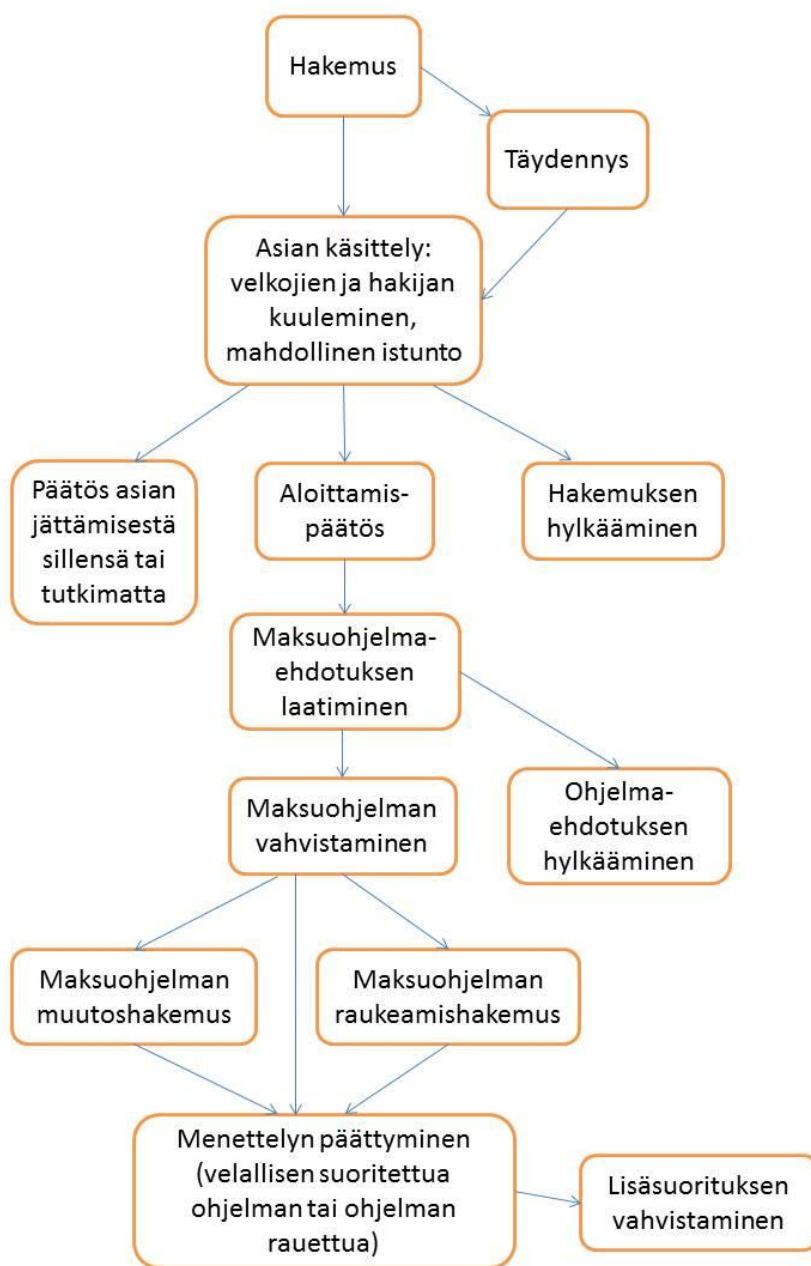 Hakemus
Täydennys
Asian käsittely:
velkojien ja hakijan
kuuleminen,
mahdollinen istunto
Päätös asian
jättämisestä
sillensä tai
tutkimatta
Aloittamis-
päätös
Hakemuksen
hylkääminen
Maksuohjelma-
ehdotuksen
laatiminen
Maksuohjelman
vahvistaminen
Ohjelma-
ehdotuksen
hylkääminen
Maksuohjelman
muutoshakemus
Maksuohjelman
raukeamishakemus
Menettelyn päättyminen
(velallisen suoritettua
ohjelman tai ohjelman
rauettua)
Lisäsuorituksen
vahvistaminen